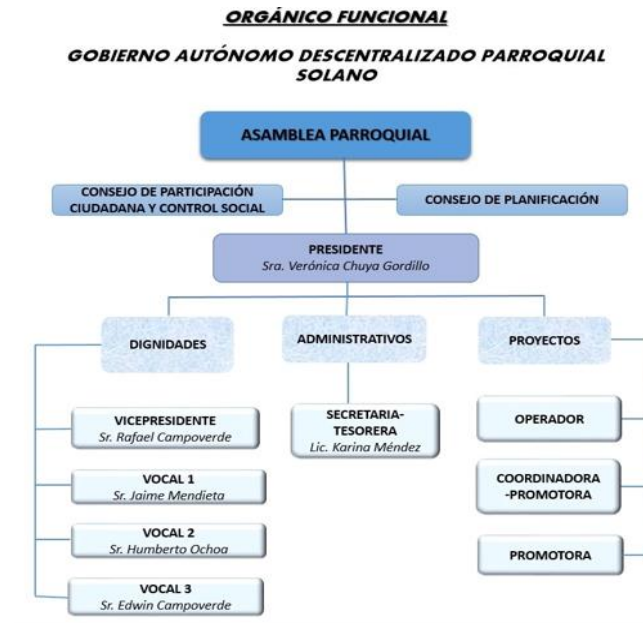 ORGÁNICO FUNCIONAL
GOBIERNO AUTÓNOMO DESCENTRALIZADO PARROQUIAL
SOLANO
ASAMBLEA PARROQUIAL
CONSEJO DE PARTICIPACIÓN
CIUDADANA Y CONTROL SOCIAL
CONSEJO DE PLANIFICACIÓN
PRESIDENTE
Sra. Verónica Chuya Gordillo
DIGNIDADES
ADMINISTRATIVOS
PROYECTOS
VICEPRESIDENTE
Sr. Rafael Campoverde
VOCAL 1
Sr. Jaime Mendieta
VOCAL 2
Sr. Humberto Ochoa
VOCAL 3
Sr. Edwin Campoverde
SECRETARIA-
TESORERA
Lic. Karina Méndez
OPERADOR
COORDINADORA
-PROMOTORA
PROMOTORA